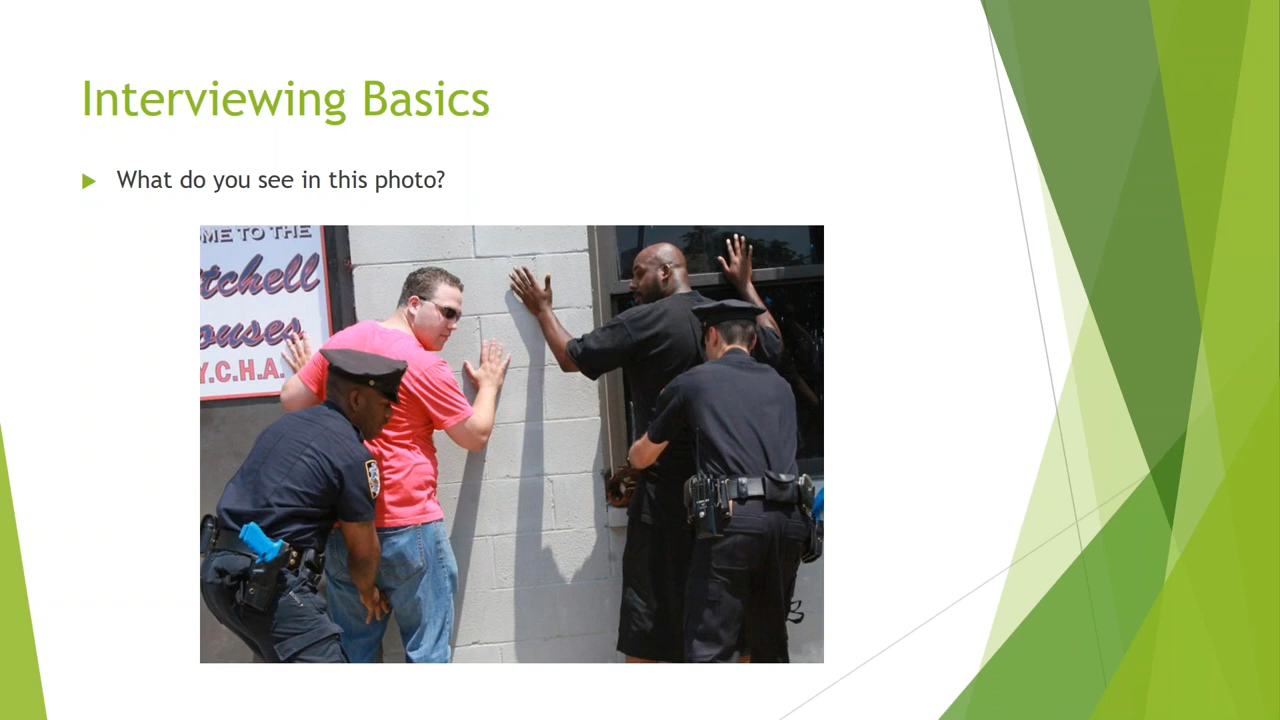 Interviewing Basics
What do you see in this photo?
ME TO THE
tchell
ouses
Y.C.H.A.